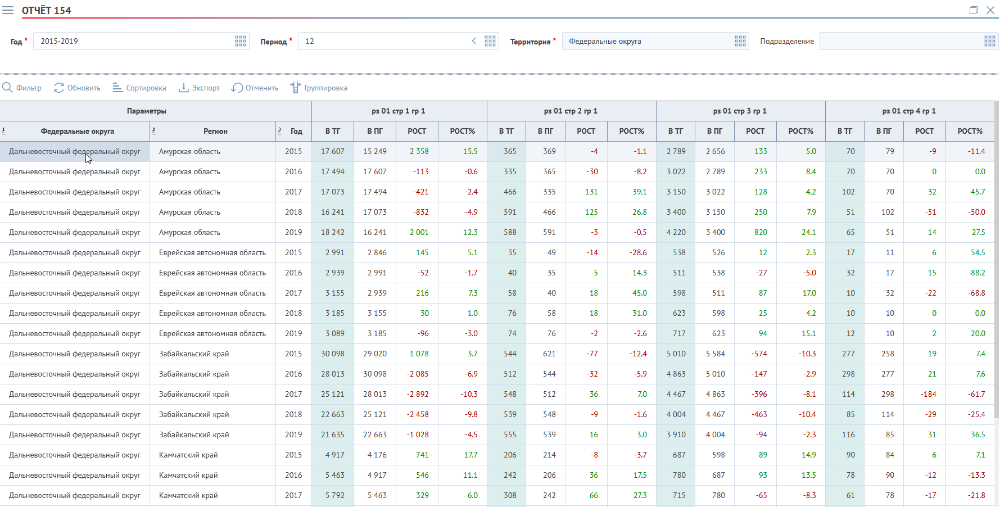 ОТЧЁТ 154
Год * 2015-2019 Период * 12 Территория * Федеральные округа Подразделение
Фильтр Обновить Сортировка Экспорт Отменить Группировка
Параметры рз 01 стр 1 гр 1 рз 01 стр 2 гр 1 рз 01 стр 3 гр 1 рз 01 стр 4 гр 1
1 Федеральные округа 2 Регион 3 Год В ТГ В ПГ РОСТ РОСТ% В ТГ В ПГ РОСТ РОСТ% В ТГ В ПГ РОСТ РОСТ% В ТГ В ПГ РОСТ РОСТ%
Дальневосточный федеральный округ Амурская область 2015 17 607 15 249 2 358 15.5 365 369 -4 -1.1 2 789 2 656 133 5.0 70 79 -9 -11.4
Дальневосточный федеральный округ Амурская область 2016 17 494 17 607 -113 -0.6 335 365 -30 -8.2 3 022 2 789 233 8.4 70 70 0 0.0
Дальневосточный федеральный округ Амурская область 2017 17 073 17 494 -421 -2.4 466 335 131 39.1 3 150 3 022 128 4.2 102 70 32 45.7
Дальневосточный федеральный округ Амурская область 2018 16 241 17 073 -832 -4.9 591 466 125 26.8 3 400 3 150 250 7.9 51 102 -51 -50.0
Дальневосточный федеральный округ Амурская область 2019 18 242 16 241 2 001 12.3 588 591 -3 -0.5 4 220 3 400 820 24.1 65 51 14 27.5
Дальневосточный федеральный округ Еврейская автономная область 2015 2 991 2 846 145 5.1 35 49 -14 -28.6 538 526 12 2.3 17 11 6 54.5
Дальневосточный федеральный округ Еврейская автономная область 2016 2 939 2 991 -52 -1.7 40 35 5 14.3 511 538 -27 -5.0 32 17 15 88.2
Дальневосточный федеральный округ Еврейская автономная область 2017 3 155 2 939 216 7.3 58 40 18 45.0 598 511 87 17.0 10 32 -22 -68.8
Дальневосточный федеральный округ Еврейская автономная область 2018 3 185 3 155 30 1.0 76 58 18 31.0 623 598 25 4.2 10 10 0 0.0
Дальневосточный федеральный округ Еврейская автономная область 2019 3 089 3 185 -96 -3.0 74 76 -2 -2.6 717 623 94 15.1 12 10 2 20.0
Дальневосточный федеральный округ Забайкальский край 2015 30 098 29 020 1 078 3.7 544 621 -77 -12.4 5 010 5 584 -574 -10.3 277 258 19 7.4
Дальневосточный федеральный округ Забайкальский край 2016 28 013 30 098 -2 085 -6.9 512 544 -32 -5.9 4 863 5 010 -147 -2.9 298 277 21 7.6
Дальневосточный федеральный округ Забайкальский край 2017 25 121 28 013 -2 892 -10.3 548 512 36 7.0 4 467 4 863 -396 -8.1 114 298 -184 -61.7
Дальневосточный федеральный округ Забайкальский край 2018 22 663 25 121 -2 458 -9.8 539 548 -9 -1.6 4 004 4 467 -463 -10.4 85 114 -29 -25.4
Дальневосточный федеральный округ Забайкальский край 2019 21 635 22 663 -1 028 -4.5 555 539 16 3.0 3 910 4 004 -94 -2.3 116 85 31 36.5
Дальневосточный федеральный округ Камчатский край 2015 4 917 4 176 741 17.7 206 214 -8 -3.7 687 598 89 14.9 90 84 6 7.1
Дальневосточный федеральный округ Камчатский край 2016 5 463 4 917 546 11.1 242 206 36 17.5 780 687 93 13.5 78 90 -12 -13.3
Дальневосточный федеральный округ Камчатский край 2017 5 792 5 463 329 6.0 308 242 66 27.3 715 780 -65 -8.3 61 78 -17 -21.8